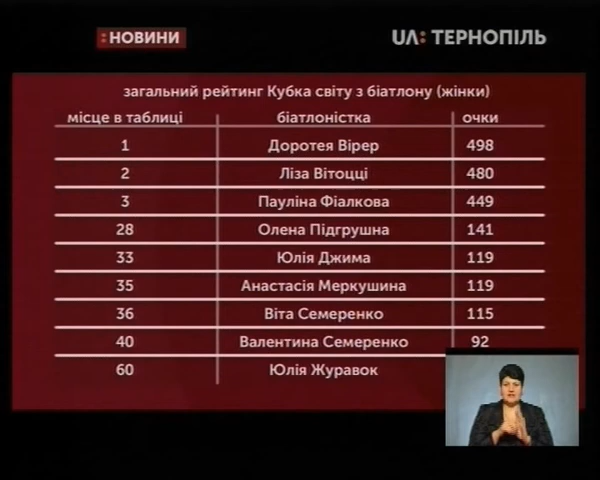 :НОВИНИ
UA: ТЕРНОПІЛЬ
загальний рейтинг Кубка світу з біатлону (жінки)
місце в таблиці біатлоністка очки
1 Доротея Вірер 498
2 Ліза Вітоцці 480
3 Пауліна Фіалкова 449
28 Олена Підгрушна 141
33 Юлія Джима 119
35 Анастасія Меркушина 119
36 Віта Семеренко 115
40 Валентина Семеренко 92
60 Юлія Журавок